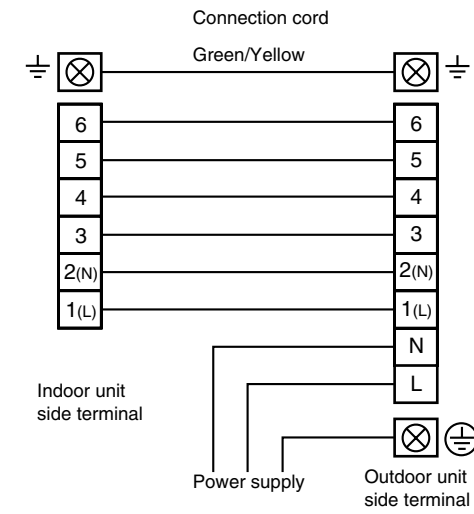 Connection cord
Green/Yellow
6 6
5 5
4 4
3 3
2(N) 2(N)
1(L) 1(L)
N
L
Indoor unit
side terminal
Power supply
Outdoor unit
side terminal